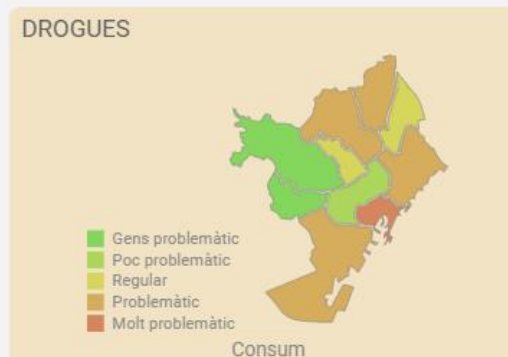 DROGUES
Gens problemàtic
Poc problemàtic
Regular
Problemàtic
Molt problemàtic
Consum